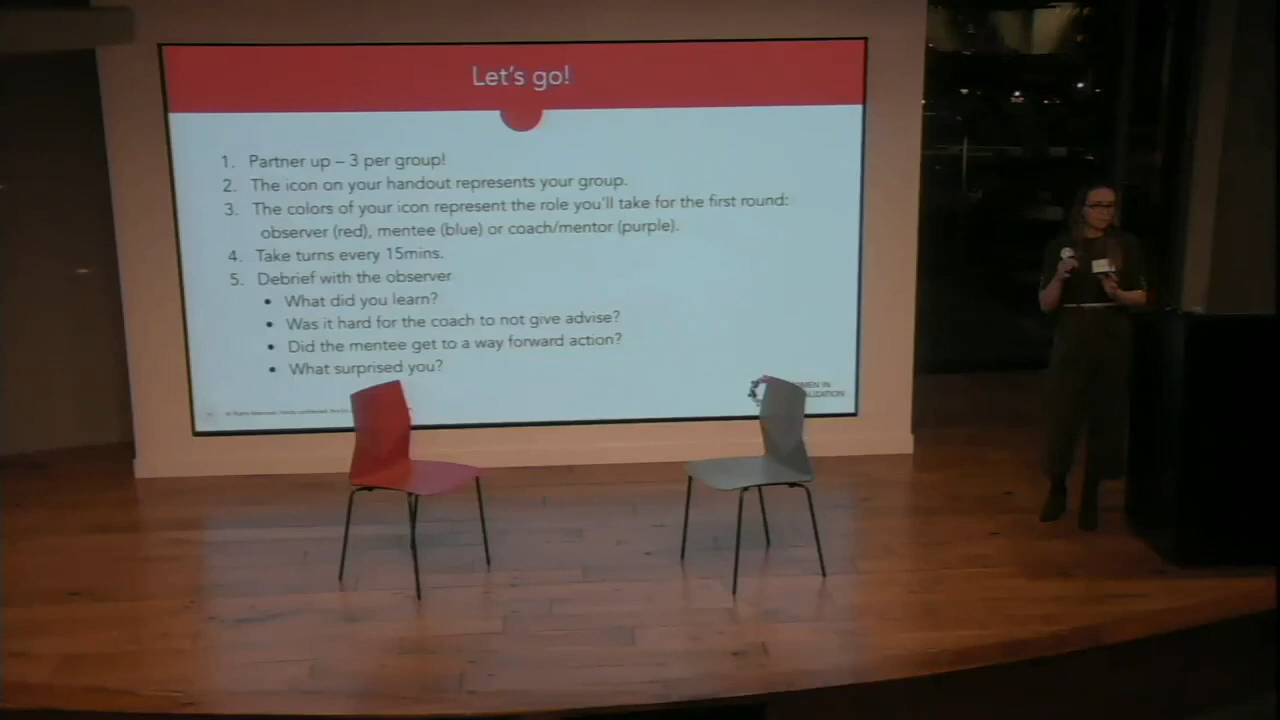 Let's go!
1. Partner up – 3 per group!
2. The icon on your handout represents your group.
3. The colors of your icon represent the role you'll take for the first round:
observer (red), mentee (blue) or coach/mentor (purple).
4. Take turns every 15mins.
5. Debrief with the observer
• What did you learn?
• Was it hard for the coach to not give advise?
• Did the mentee get to a way forward action?
• What surprised you?